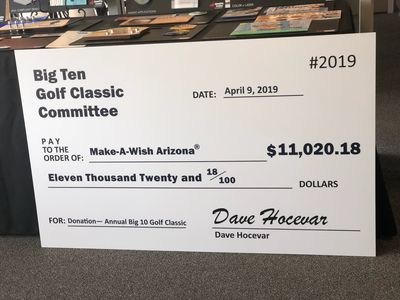 Big Ten
Golf Classic
Committee
#2019
DATE: April 9, 2019
PAY
TO THE
ORDER OF: Make-A-Wish Arizona® $11,020.18
Eleven Thousand Twenty and 18/100 DOLLARS
FOR: Donation— Annual Big 10 Golf Classic
Dave Hocevar
Dave Hocevar